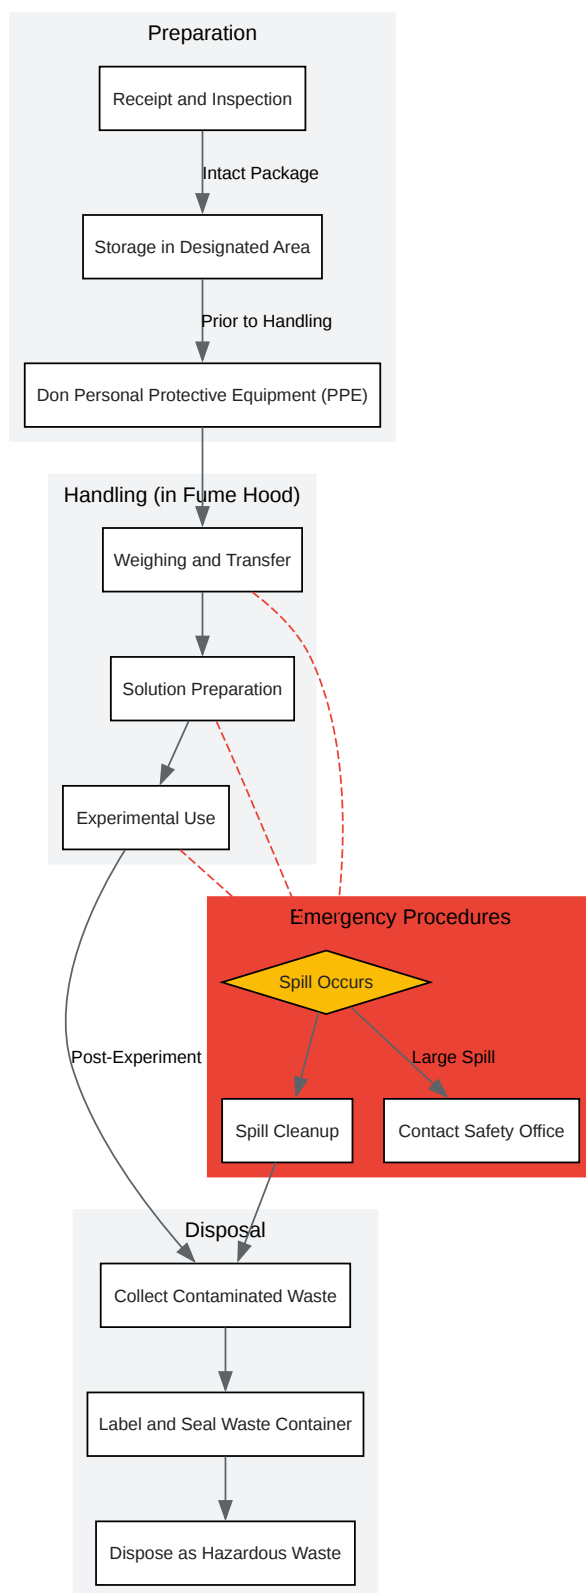 Preparation
Receipt and Inspection
Intact Package
Storage in Designated Area
Prior to Handling
Don Personal Protective Equipment (PPE)
Handling (in Fume Hood)
Weighing and Transfer
Solution Preparation
Experimental Use
Emergency Procedures
Spill Occurs
Post-Experiment
Large Spill
Spill Cleanup
Contact Safety Office
Disposal
Collect Contaminated Waste
Label and Seal Waste Container
Dispose as Hazardous Waste